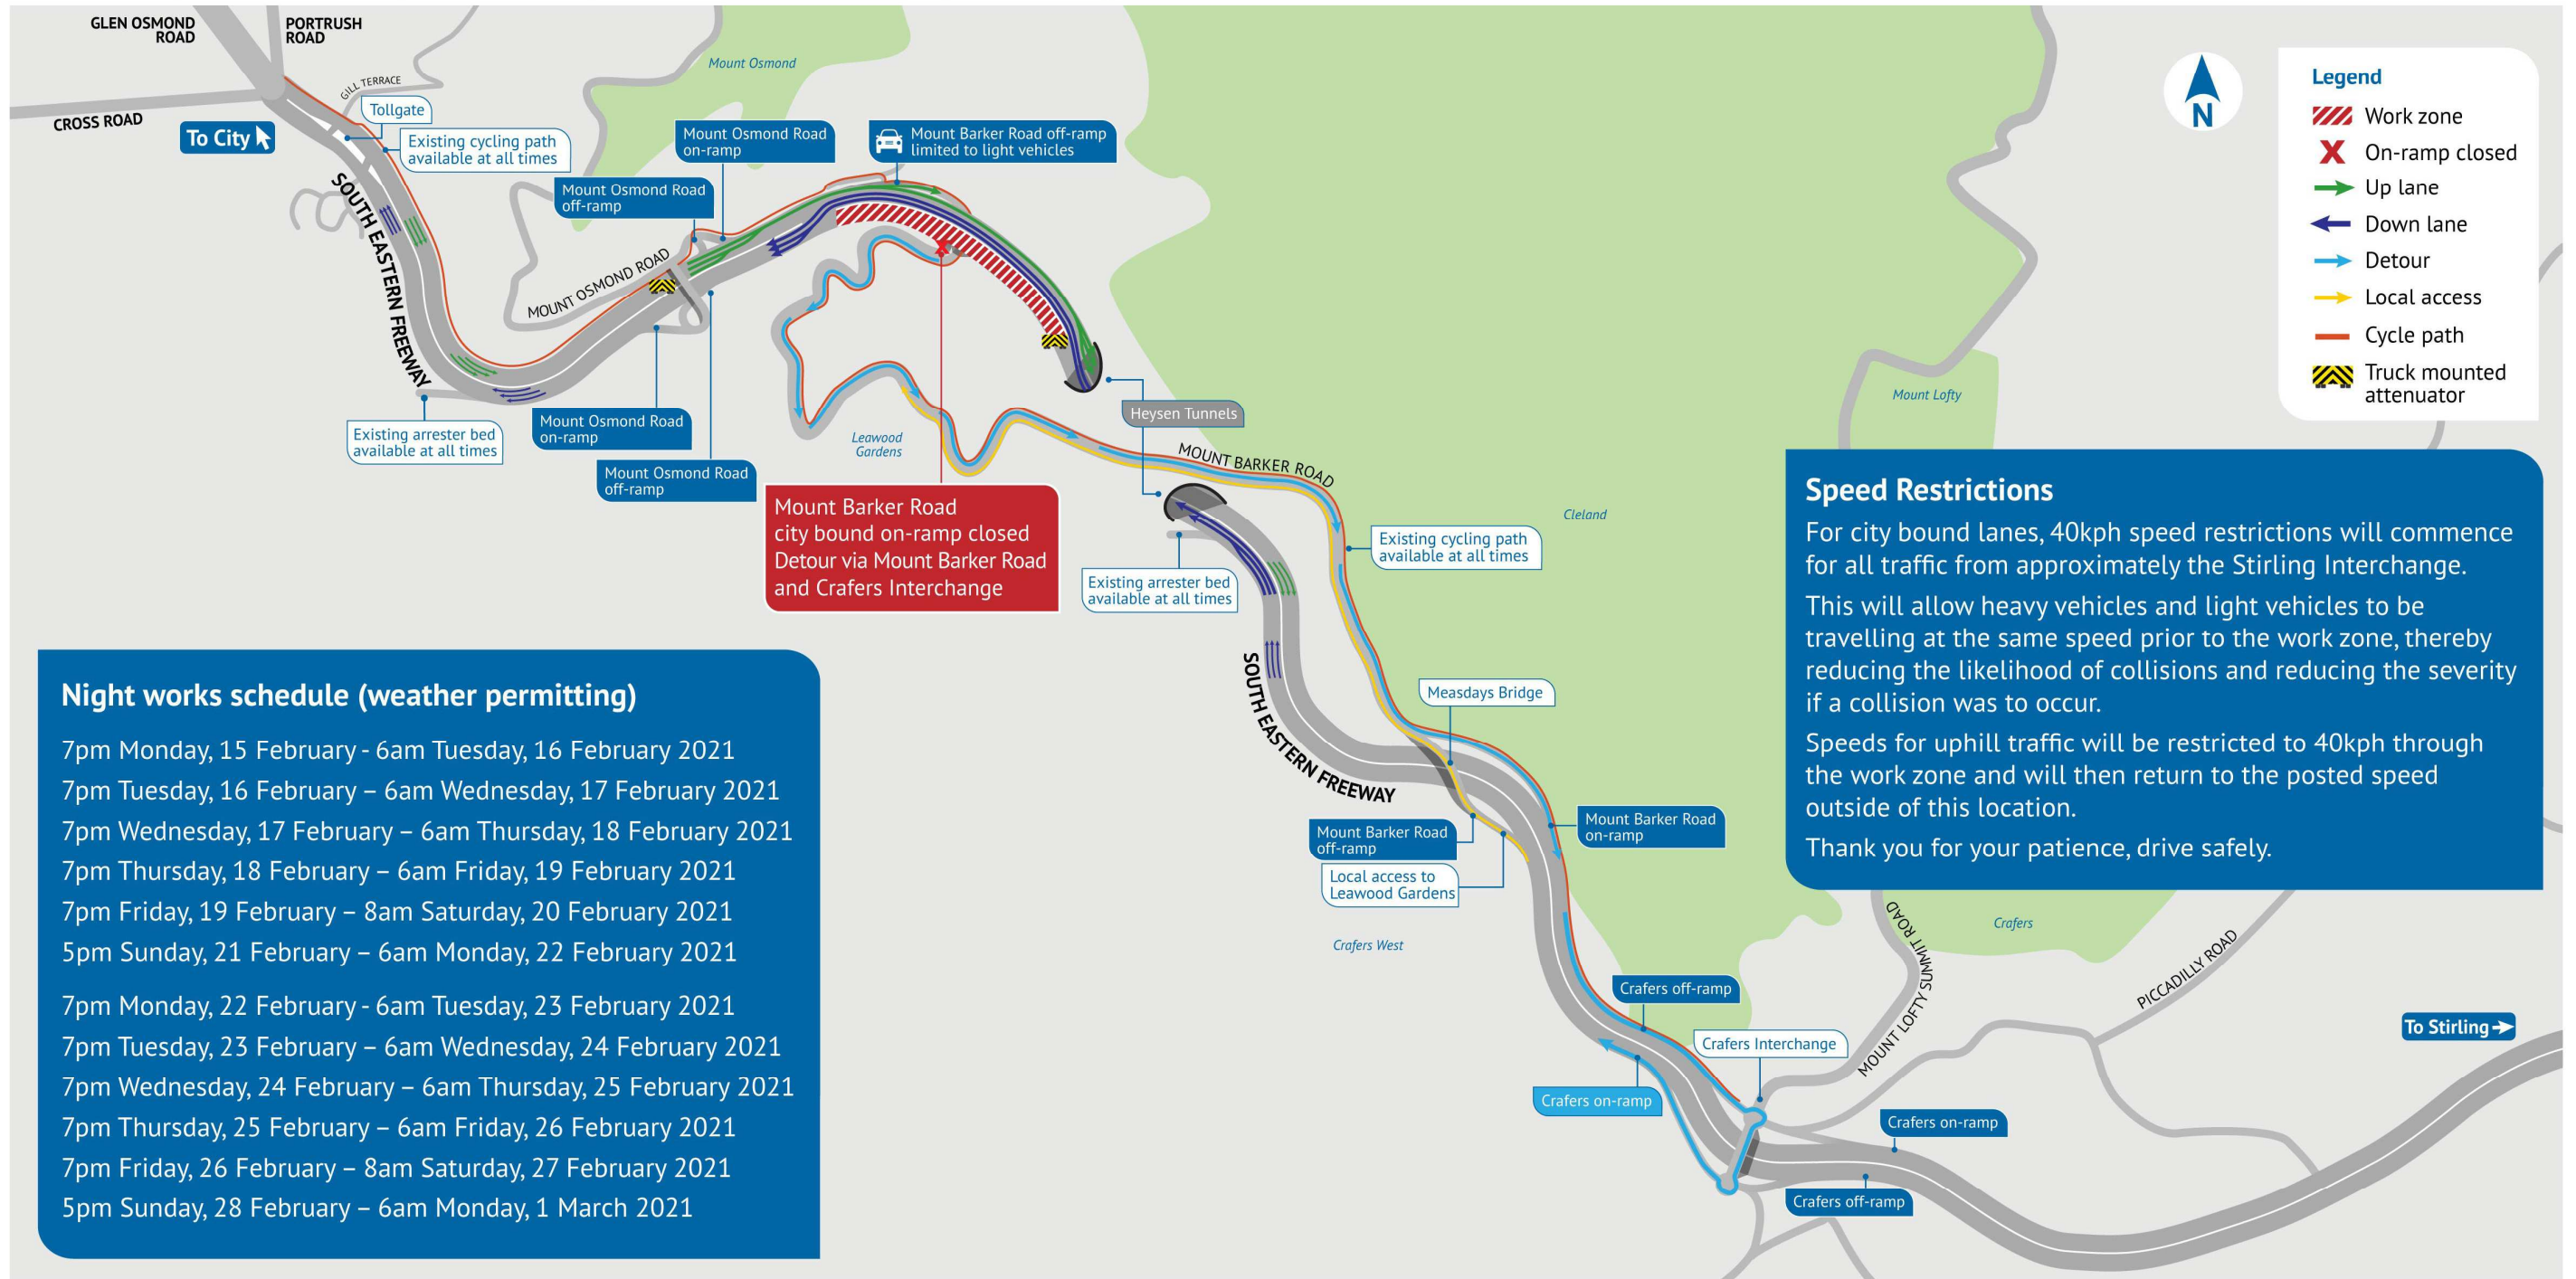 GLEN OSMOND
ROAD
PORTRUSH
ROAD
GILL TERRACE
CROSS ROAD
To City
Tollgate
Existing cycling path
available at all times
Mount Osmond
Mount Osmond Road
on-ramp
Mount Barker Road off-ramp
limited to light vehicles
Mount Osmond Road
off-ramp
SOUTH EASTERN FREEWAY
MOUNT OSMOND ROAD
Existing arrester bed
available at all times
Mount Osmond Road
on-ramp
Mount Osmond Road
off-ramp
Leawood
Gardens
Heysen Tunnels
MOUNT BARKER ROAD
Mount Barker Road
city bound on-ramp closed
Detour via Mount Barker Road
and Crafers Interchange
Existing arrester bed
available at all times
Existing cycling path
available at all times
Cleland
Mount Lofty
N
Legend
Work zone
X On-ramp closed
Up lane
Down lane
Detour
Local access
Cycle path
Truck mounted
attenuator
Speed Restrictions
For city bound lanes, 40kph speed restrictions will commence
for all traffic from approximately the Stirling Interchange.
This will allow heavy vehicles and light vehicles to be
travelling at the same speed prior to the work zone, thereby
reducing the likelihood of collisions and reducing the severity
if a collision was to occur.
Speeds for uphill traffic will be restricted to 40kph through
the work zone and will then return to the posted speed
outside of this location.
Thank you for your patience, drive safely.
Night works schedule (weather permitting)
7pm Monday, 15 February - 6am Tuesday, 16 February 2021
7pm Tuesday, 16 February – 6am Wednesday, 17 February 2021
7pm Wednesday, 17 February – 6am Thursday, 18 February 2021
7pm Thursday, 18 February – 6am Friday, 19 February 2021
7pm Friday, 19 February – 8am Saturday, 20 February 2021
5pm Sunday, 21 February – 6am Monday, 22 February 2021
7pm Monday, 22 February - 6am Tuesday, 23 February 2021
7pm Tuesday, 23 February – 6am Wednesday, 24 February 2021
7pm Wednesday, 24 February – 6am Thursday, 25 February 2021
7pm Thursday, 25 February – 6am Friday, 26 February 2021
7pm Friday, 26 February – 8am Saturday, 27 February 2021
5pm Sunday, 28 February – 6am Monday, 1 March 2021
SOUTH EASTERN FREEWAY
Measdays Bridge
Mount Barker Road
off-ramp
Mount Barker Road
on-ramp
Local access to
Leawood Gardens
Crafers West
Crafers
MOUNT LOFTY SUMMIT ROAD
PICCADILLY ROAD
Crafers off-ramp
Crafers Interchange
To Stirling
Crafers on-ramp
Crafers on-ramp
Crafers off-ramp